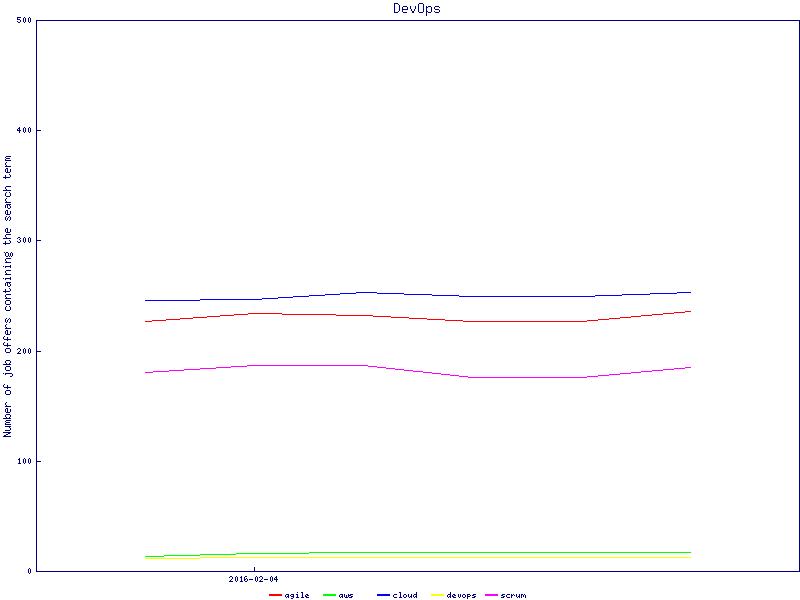 DevOps
500
400
300
200
100
0
Number of job offers containing the search term
2016-02-04
agile aws cloud devops scrum